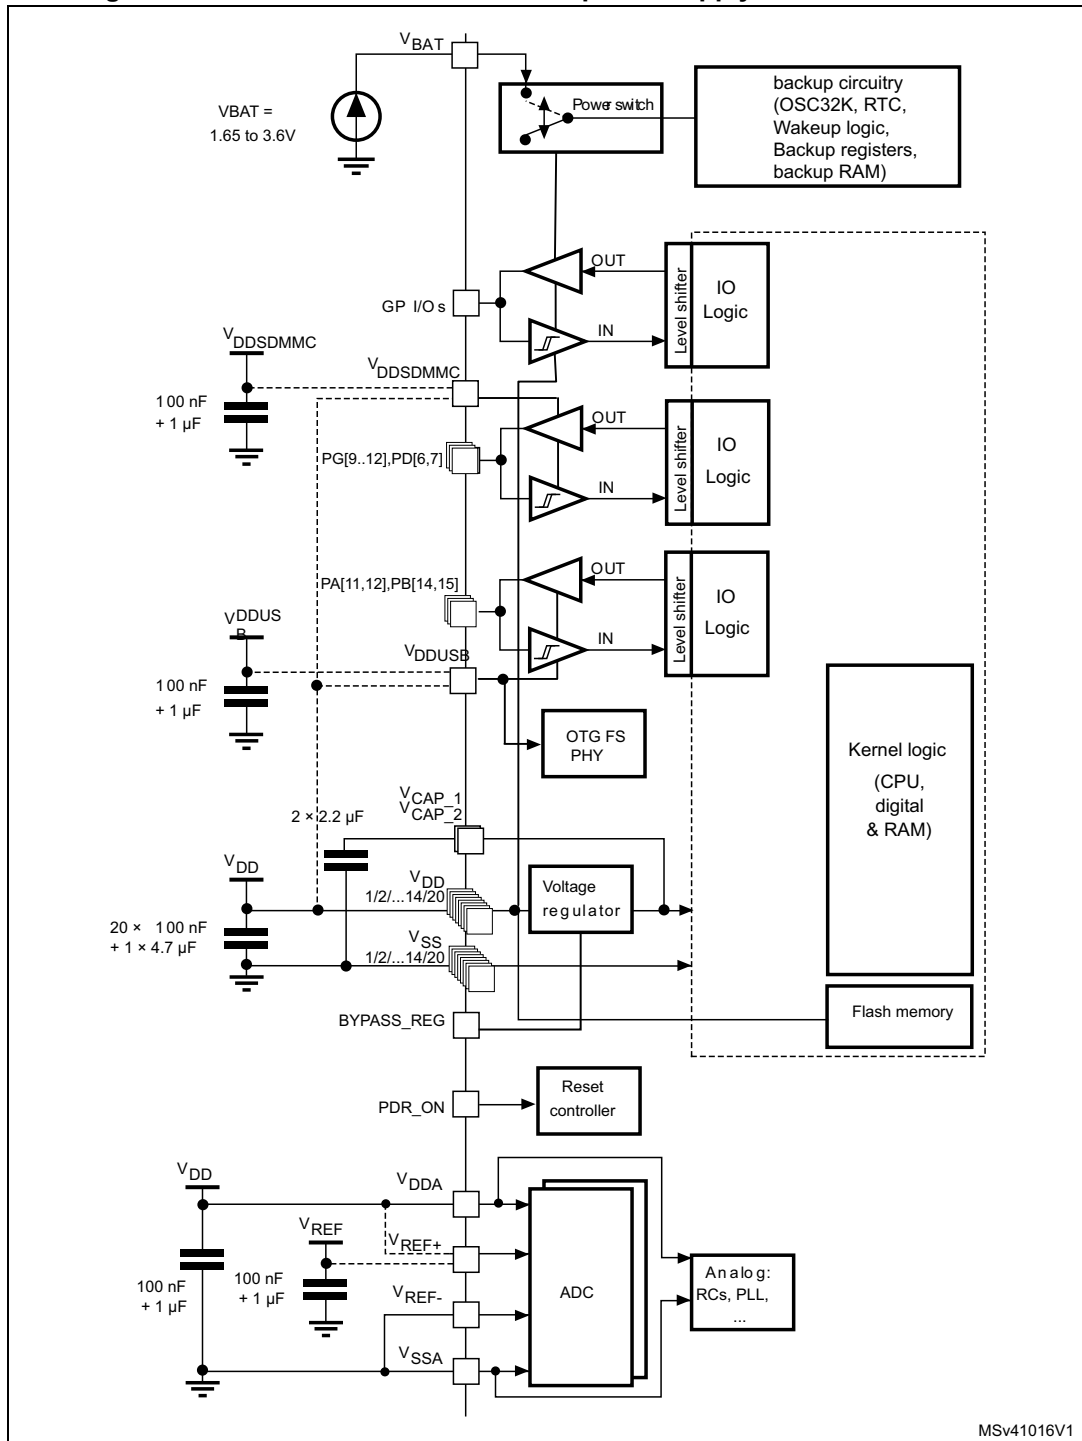 VBAT
VBAT =
1.65 to 3.6V
Power switch
backup circuitry
(OSC32K, RTC,
Wakeup logic,
Backup registers,
backup RAM)
OUT
GP I/Os
IN
Level shifter
IO
Logic
VDDSDMMC
VDDSDMMC
100 nF
+ 1 µF
OUT
PG[9..12],PD[6,7]
IN
Level shifter
IO
Logic
PA[11,12],PB[14,15]
OUT
IN
Level shifter
IO
Logic
VDDUS
B
VDDUSB
100 nF
+ 1 µF
OTG FS
PHY
Kernel logic
(CPU,
digital
& RAM)
VCAP_1
VCAP_2
2 × 2.2 µF
VDD
VDD
1/2/...14/20
Voltage
regulator
20 × 100 nF
+ 1 × 4.7 µF
VSS
1/2/...14/20
BYPASS_REG
Flash memory
PDR_ON
Reset
controller
VDD
VDDA
VREF
VREF+
100 nF
+ 1 µF
100 nF
+ 1 µF
VREF-
ADC
Analog:
RCs, PLL,
...
VSSA
MSv41016V1